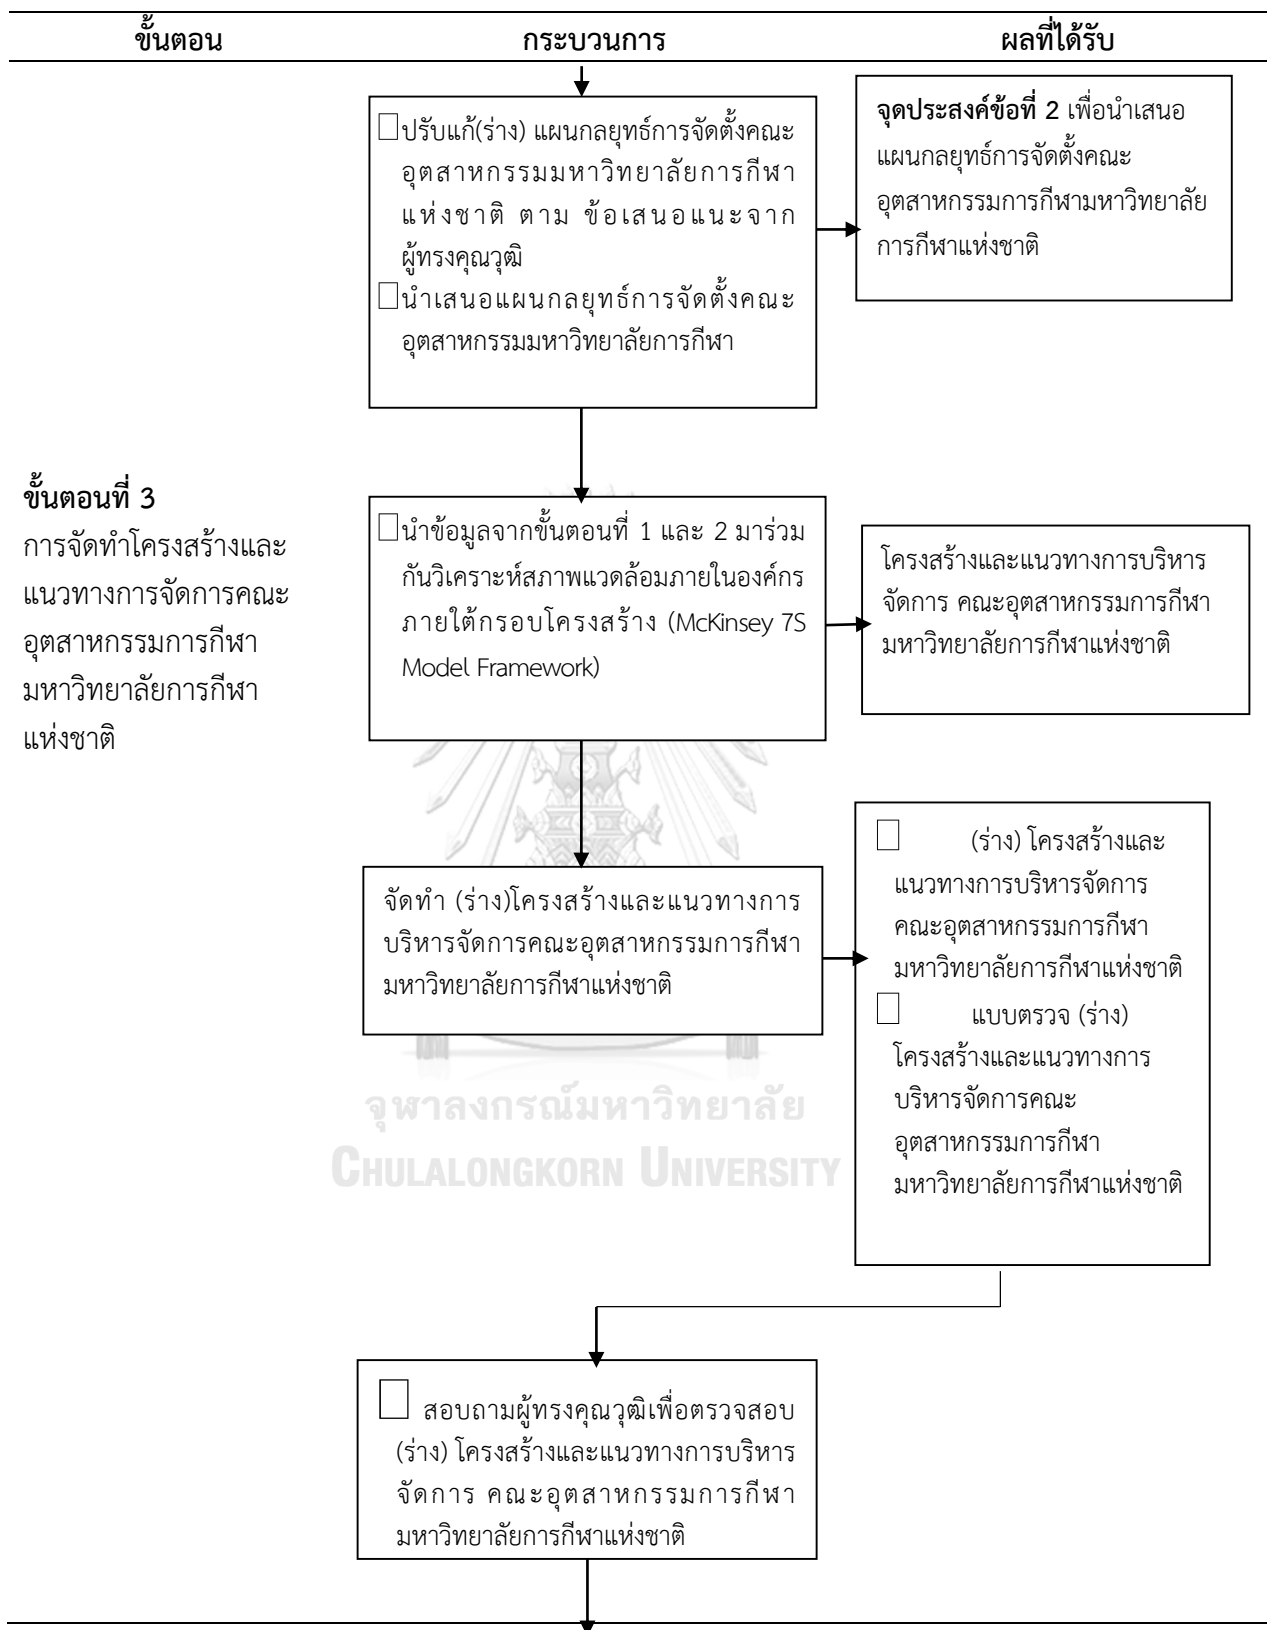 ขั้นตอน กระบวนการ ผลที่ได้รับ
ปรับแก้(ร่าง) แผนกลยุทธ์การจัดตั้งคณะ
อุตสาหกรรมมหาวิทยาลัยการกีฬา
แห่งชาติ ตาม ข้อเสนอแนะจาก
ผู้ทรงคุณวุฒิ
นำเสนอแผนกลยุทธ์การจัดตั้งคณะ
อุตสาหกรรมมหาวิทยาลัยการกีฬา
จุดประสงค์ข้อที่ 2 เพื่อนำเสนอ
แผนกลยุทธ์การจัดตั้งคณะ
อุตสาหกรรมการกีฬามหาวิทยาลัย
การกีฬาแห่งชาติ
ขั้นตอนที่ 3
การจัดทำโครงสร้างและ
แนวทางการจัดการคณะ
อุตสาหกรรมการกีฬา
มหาวิทยาลัยการกีฬา
แห่งชาติ
นำข้อมูลจากขั้นตอนที่ 1 และ 2 มาร่วม
กันวิเคราะห์สภาพแวดล้อมภายในองค์กร
ภายใต้กรอบโครงสร้าง (McKinsey 7S
Model Framework)
โครงสร้างและแนวทางการบริหาร
จัดการ คณะอุตสาหกรรมการกีฬา
มหาวิทยาลัยการกีฬาแห่งชาติ
จัดทำ (ร่าง)โครงสร้างและแนวทางการ
บริหารจัดการคณะอุตสาหกรรมการกีฬา
มหาวิทยาลัยการกีฬาแห่งชาติ
(ร่าง) โครงสร้างและ
แนวทางการบริหารจัดการ
คณะอุตสาหกรรมการกีฬา
มหาวิทยาลัยการกีฬาแห่งชาติ
แบบตรวจ (ร่าง)
โครงสร้างและแนวทางการ
บริหารจัดการคณะ
อุตสาหกรรมการกีฬา
มหาวิทยาลัยการกีฬาแห่งชาติ
จุฬาลงกรณ์มหาวิทยาลัย
CHULALONGKORN UNIVERSITY
สอบถามผู้ทรงคุณวุฒิเพื่อตรวจสอบ
(ร่าง) โครงสร้างและแนวทางการบริหาร
จัดการ คณะอุตสาหกรรมการกีฬา
มหาวิทยาลัยการกีฬาแห่งชาติ